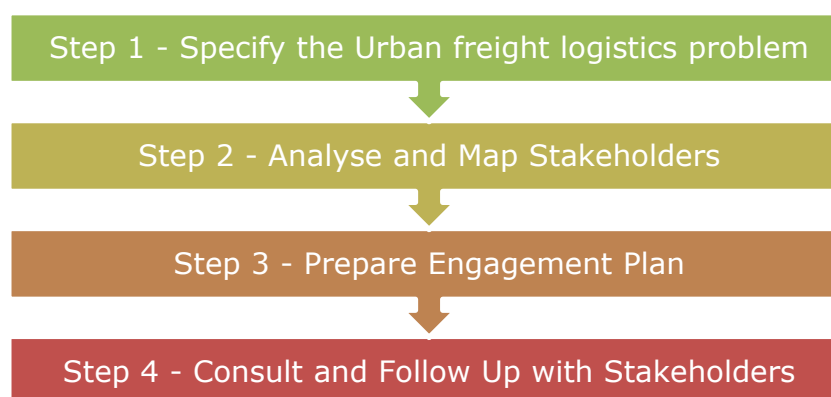 Step 1 - Specify the Urban freight logistics problem
Step 2 - Analyse and Map Stakeholders
Step 3 - Prepare Engagement Plan
Step 4 - Consult and Follow Up with Stakeholders